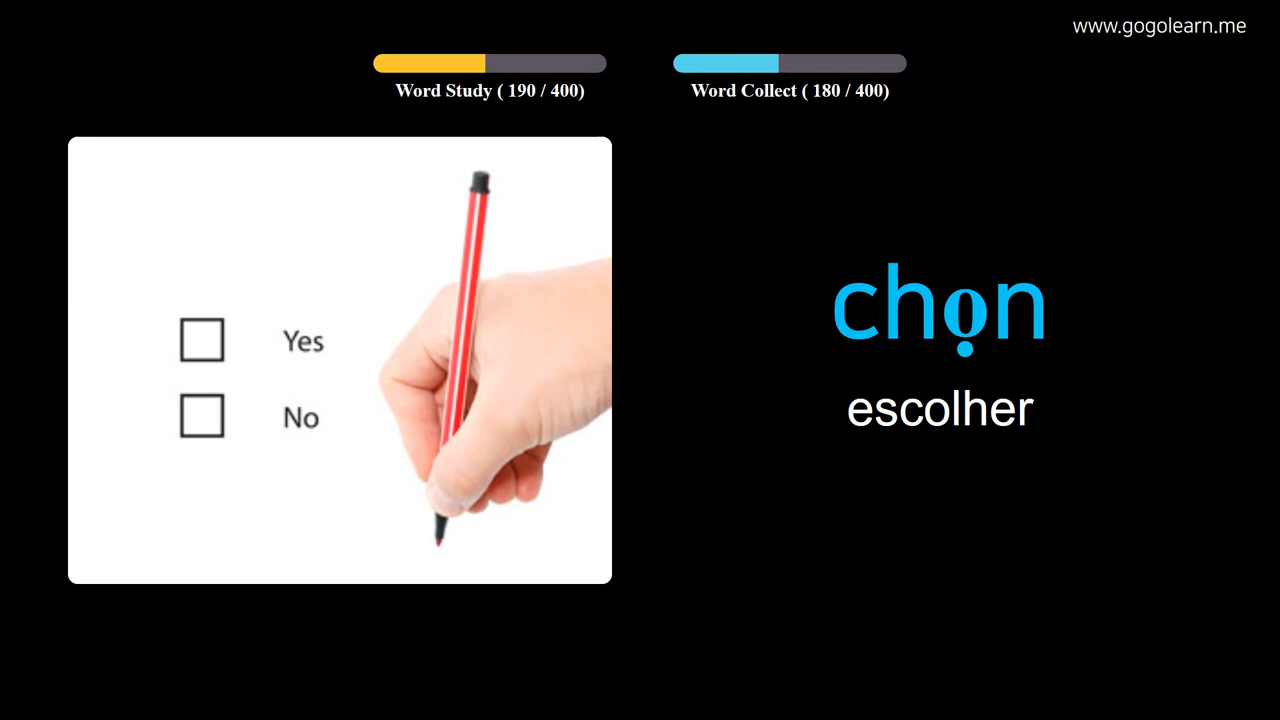 www.gogolearn.me
Word Study ( 190 / 400)
Word Collect ( 180 / 400)
Yes
No
chọn
escolher